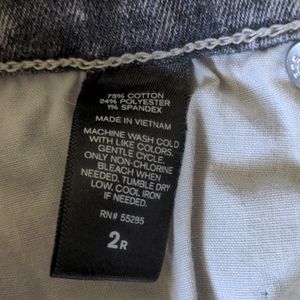 75% COTTON
24% POLYESTER
1% SPANDEX
MADE IN VIETNAM
MACHINE WASH COLD
WITH LIKE COLORS.
GENTLE CYCLE.
ONLY NON-CHLORINE
BLEACH WHEN
NEEDED. TUMBLE DRY
LOW. COOL IRON
IF NEEDED.
RN# 55285
2R